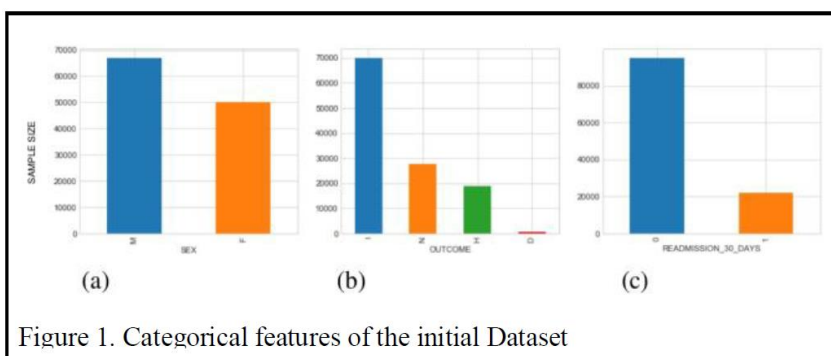 SAMPLE SIZE
70000
60000
50000
40000
30000
20000
10000
0
M
F
SEX
(a)
70000
60000
50000
40000
30000
20000
10000
0
I
N
H
D
OUTCOME
(b)
80000
60000
40000
20000
0
0
1
READMISSION_30_DAYS
(c)
Figure 1. Categorical features of the initial Dataset